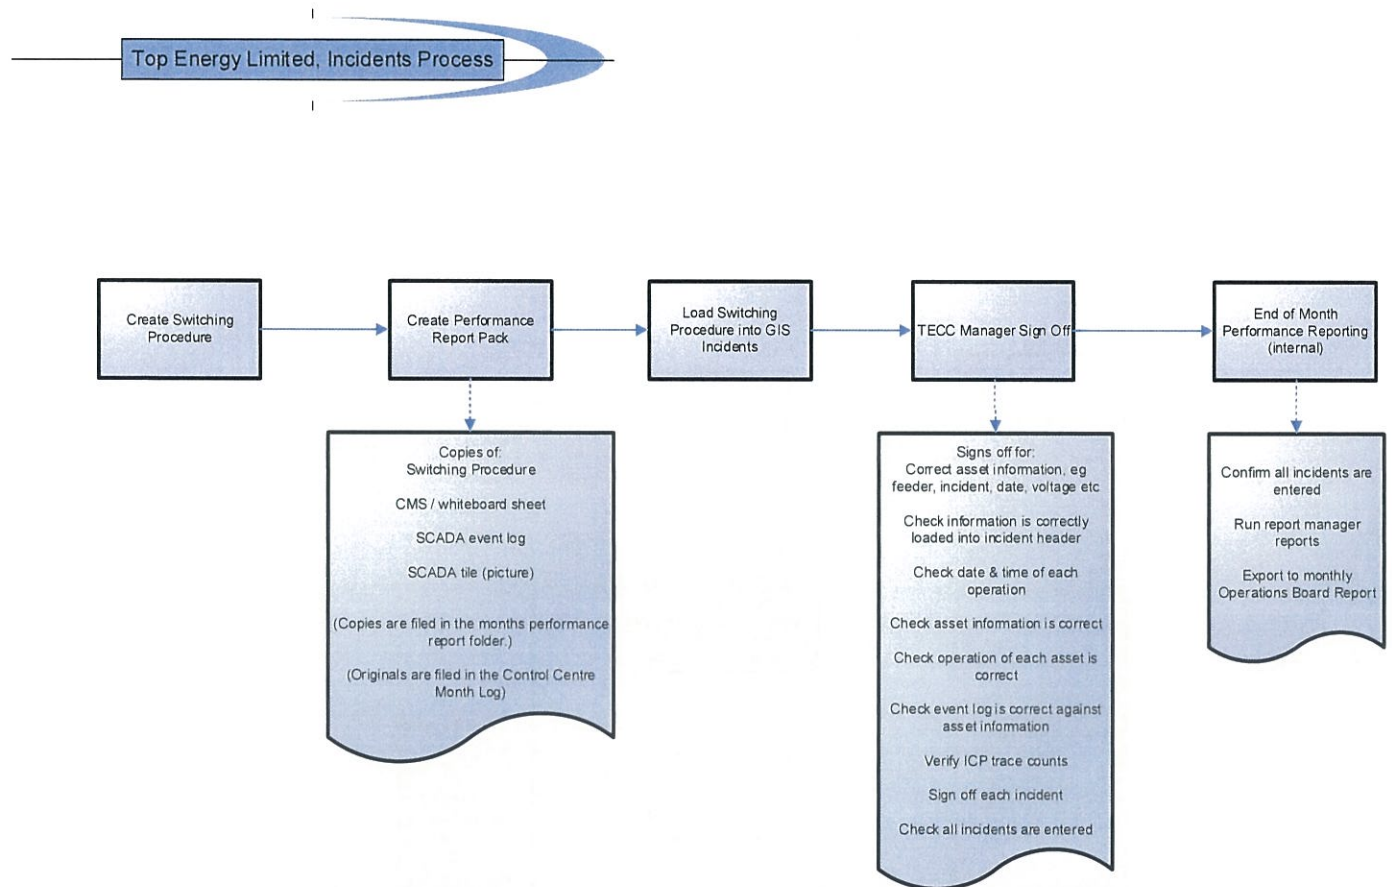 Top Energy Limited, Incidents Process
Create Switching
Procedure
Create Performance
Report Pack
Load Switching
Procedure into GIS
Incidents
TECC Manager Sign Off
End of Month
Performance Reporting
(internal)
Copies of:
Switching Procedure
CMS / whiteboard sheet
SCADA event log
SCADA tile (picture)
(Copies are filed in the months performance
report folder.)
(Originals are filed in the Control Centre
Month Log)
Signs off for:
Correct asset information, eg
feeder, incident, date, voltage etc
Check information is correctly
loaded into incident header
Check date & time of each
operation
Check asset information is correct
Check operation of each asset is
correct
Check event log is correct against
asset information
Verify ICP trace counts
Sign off each incident
Check all incidents are entered
Confirm all incidents are
entered
Run report manager
reports
Export to monthly
Operations Board Report